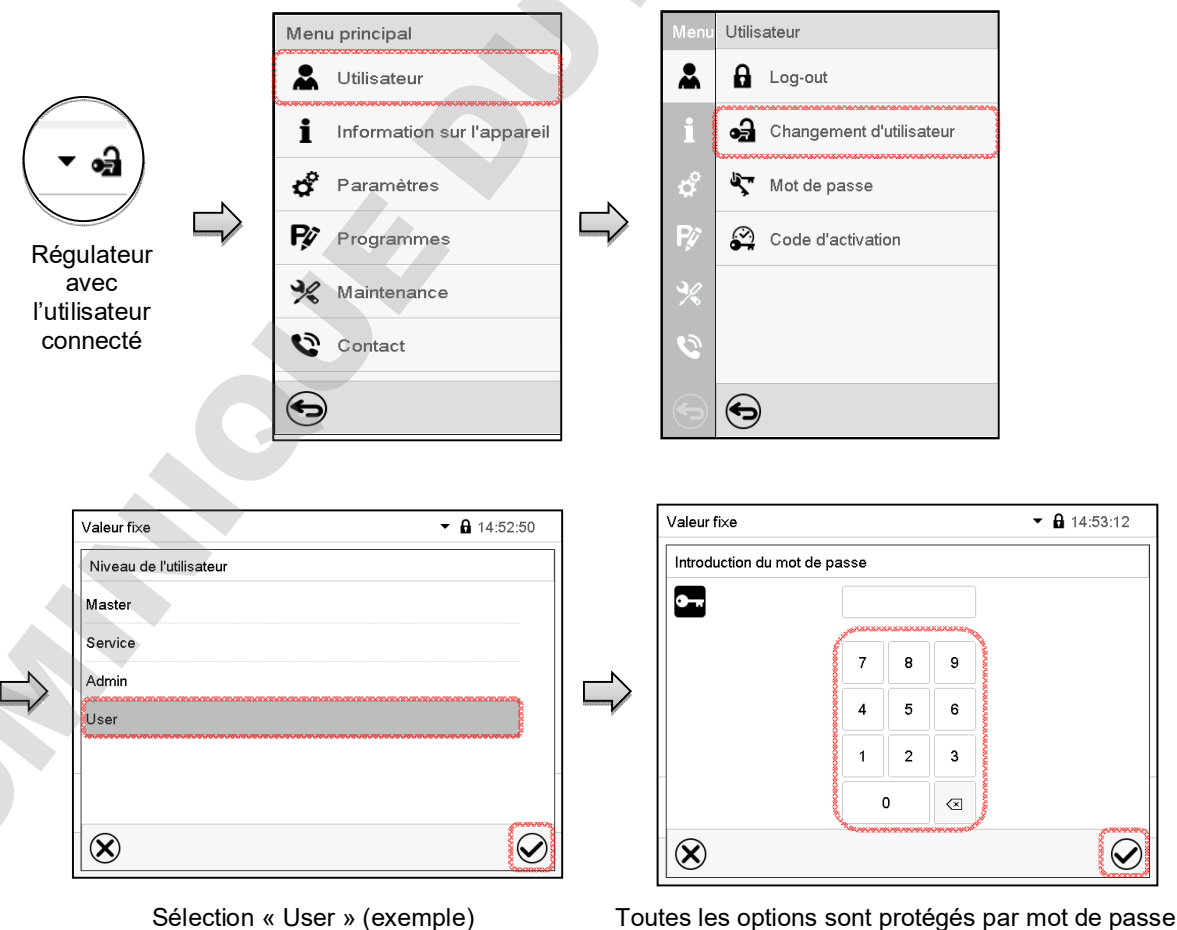 Menu principal
Utilisateur
Information sur l'appareil
Paramètres
Programmes
Maintenance
Contact
Menu
Utilisateur
Log-out
Changement d'utilisateur
Mot de passe
Code d'activation
Régulateur
avec
l'utilisateur
connecté
Valeur fixe 14:52:50
Niveau de l'utilisateur
Master
Service
Admin
User
Sélection « User » (exemple)
Valeur fixe 14:53:12
Introduction du mot de passe
7 8 9
4 5 6
1 2 3
0
Toutes les options sont protégés par mot de passe